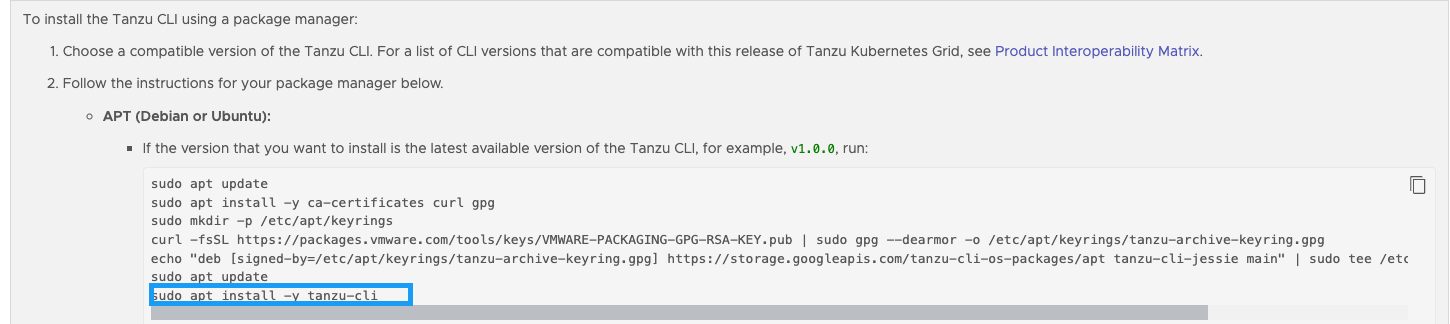 To install the Tanzu CLI using a package manager:
1. Choose a compatible version of the Tanzu CLI. For a list of CLI versions that are compatible with this release of Tanzu Kubernetes Grid, see Product Interoperability Matrix.
2. Follow the instructions for your package manager below.
APT (Debian or Ubuntu):
If the version that you want to install is the latest available version of the Tanzu CLI, for example, v1.0.0, run:
sudo apt update
sudo apt install -y ca-certificates curl gpg
sudo mkdir -p /etc/apt/keyrings
curl -fsSL https://packages.vmware.com/tools/keys/VMWARE-PACKAGING-GPG-RSA-KEY.pub | sudo gpg --dearmor -o /etc/apt/keyrings/tanzu-archive-keyring.gpg
echo "deb [signed-by=/etc/apt/keyrings/tanzu-archive-keyring.gpg] https://storage.googleapis.com/tanzu-cli-os-packages/apt tanzu-cli-jessie main" | sudo tee /etc
sudo apt update
sudo apt install -y tanzu-cli